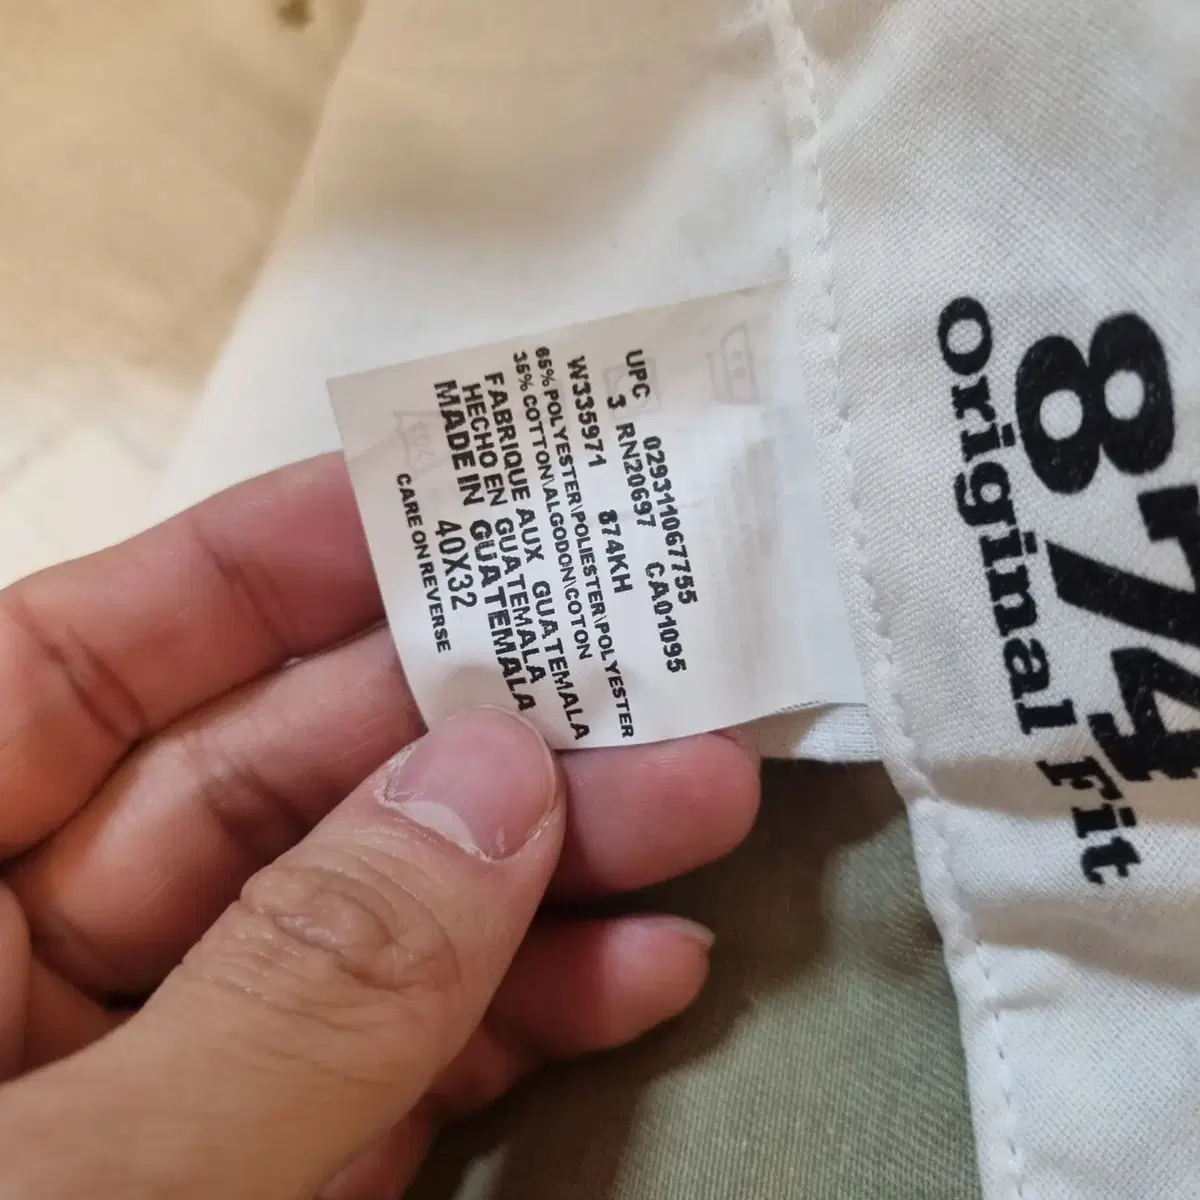 UPC 029311067755
3 RN20697 CA01095
W335971 874KH
65% POLYESTER\POLIESTER\POLYESTER
35% COTTON\ALGODON\COTON
FABRIQUE AUX GUATEMALA
HECHO EN GUATEMALA
MADE IN GUATEMALA
40X32
CARE ON REVERSE
874
Original Fit